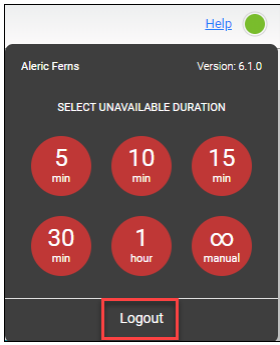 Help
Aleric Ferns Version: 6.1.0
SELECT UNAVAILABLE DURATION
5 10 15
min min min
30 1 ∞
min hour manual
Logout